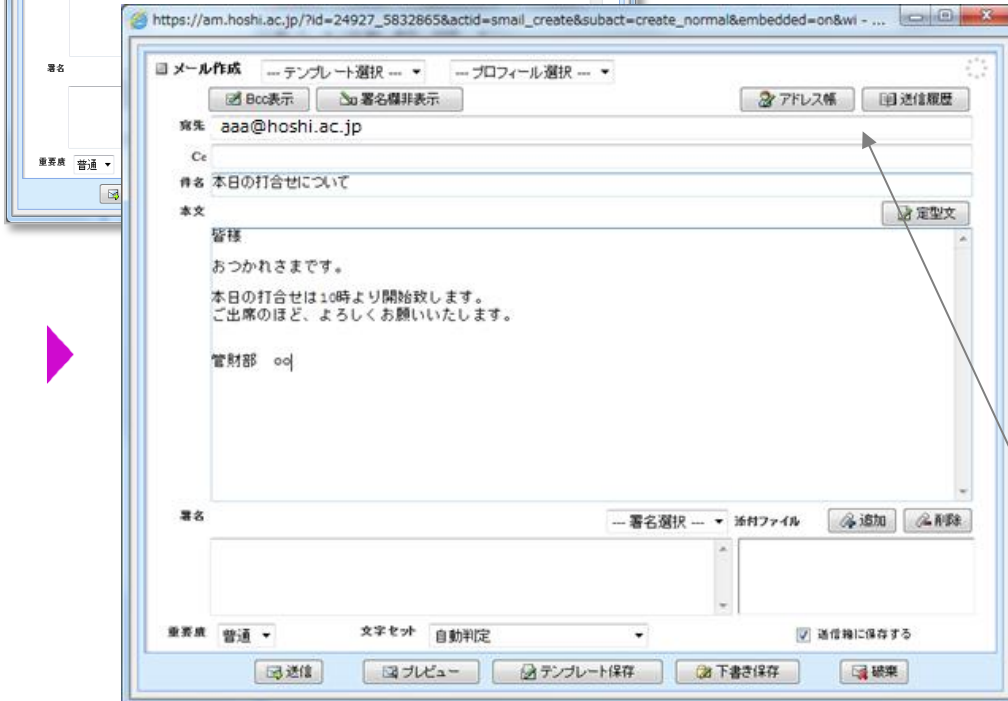 署名
重要度 普通
https://am.hoshi.ac.jp/?id=24927_5832865&actid=smail_create&subact=create_normal&embedded=on&wi - ...
メール作成 --- テンプレート選択 --- --- プロフィール選択 ---
Bcc表示 署名欄非表示 アドレス帳 送信履歴
宛先 aaa@hoshi.ac.jp
Cc
件名 本日の打合せについて
本文 定型文
皆様
おつかれさまです。
本日の打合せは10時より開始致します。
ご出席のほど、よろしくお願いいたします。
管財部 ○○
署名 --- 署名選択 --- 添付ファイル 追加 削除
重要度 普通 文字セット 自動判定 送信箱に保存する
送信 プレビュー テンプレート保存 下書き保存 破棄